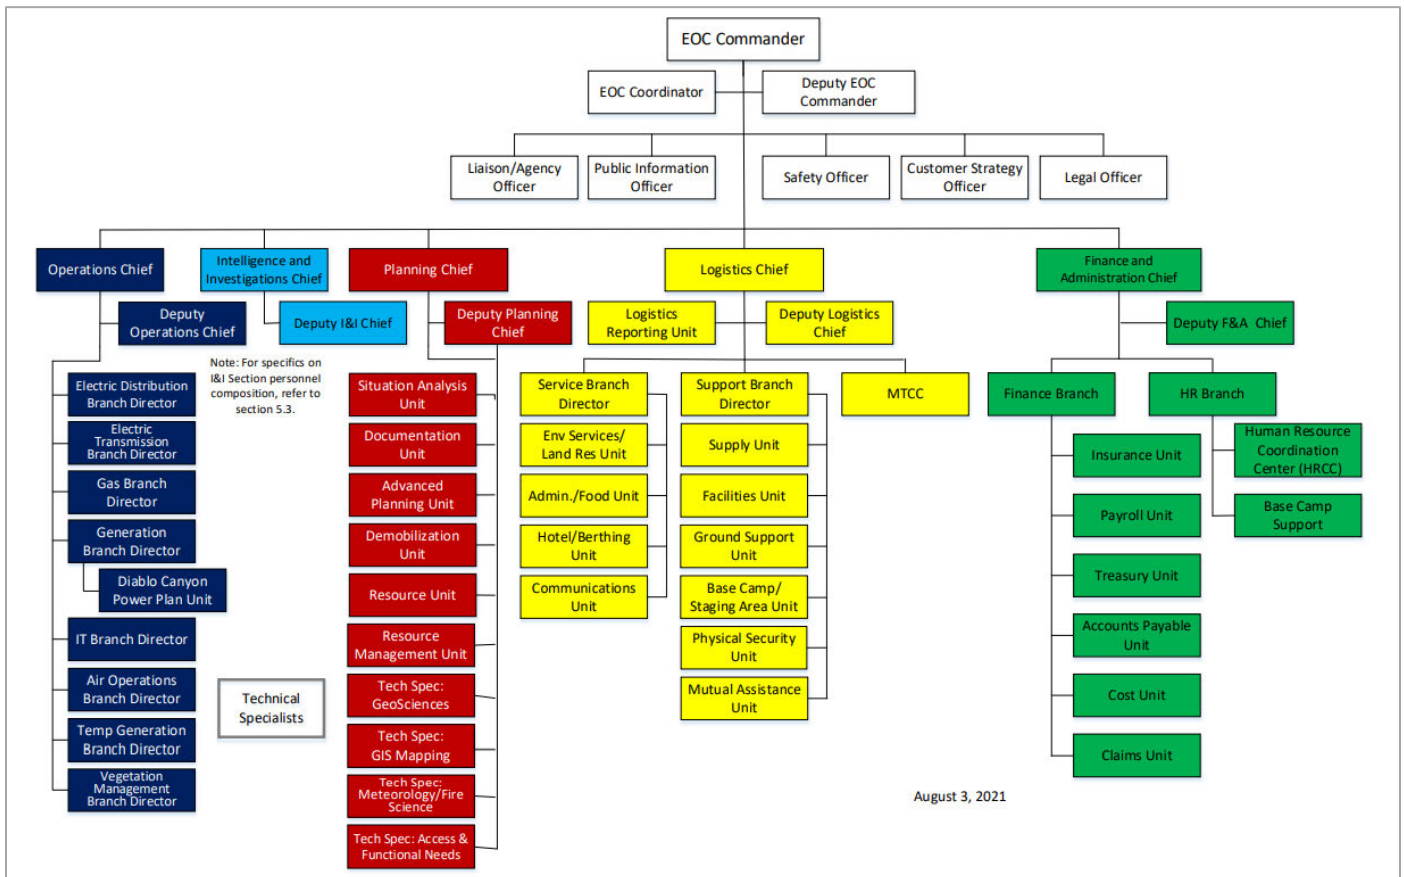 EOC Commander
EOC Coordinator
Deputy EOC
Commander
Liaison/Agency
Officer
Public Information
Officer
Safety Officer
Customer Strategy
Officer
Legal Officer
Operations Chief
Intelligence and
Investigations Chief
Planning Chief
Logistics Chief
Finance and
Administration Chief
Deputy
Operations Chief
Deputy I&I Chief
Deputy Planning
Chief
Logistics
Reporting Unit
Deputy Logistics
Chief
Deputy F&A Chief
Note: For specifics on
I&I Section personnel
composition, refer to
section 5.3.
Electric Distribution
Branch Director
Electric
Transmission
Branch Director
Gas Branch
Director
Generation
Branch Director
Diablo Canyon
Power Plan Unit
IT Branch Director
Air Operations
Branch Director
Temp Generation
Branch Director
Vegetation
Management
Branch Director
Technical
Specialists
Situation Analysis
Unit
Documentation
Unit
Advanced
Planning Unit
Demobilization
Unit
Resource Unit
Resource
Management Unit
Tech Spec:
GeoSciences
Tech Spec:
GIS Mapping
Tech Spec:
Meteorology/Fire
Science
Tech Spec: Access &
Functional Needs
Service Branch
Director
Env Services/
Land Res Unit
Admin./Food Unit
Hotel/Berthing
Unit
Communications
Unit
Support Branch
Director
Supply Unit
Facilities Unit
Ground Support
Unit
Base Camp/
Staging Area Unit
Physical Security
Unit
Mutual Assistance
Unit
MTCC
Finance Branch
Insurance Unit
Payroll Unit
Treasury Unit
Accounts Payable
Unit
Cost Unit
Claims Unit
HR Branch
Human Resource
Coordination
Center (HRCC)
Base Camp
Support
August 3, 2021